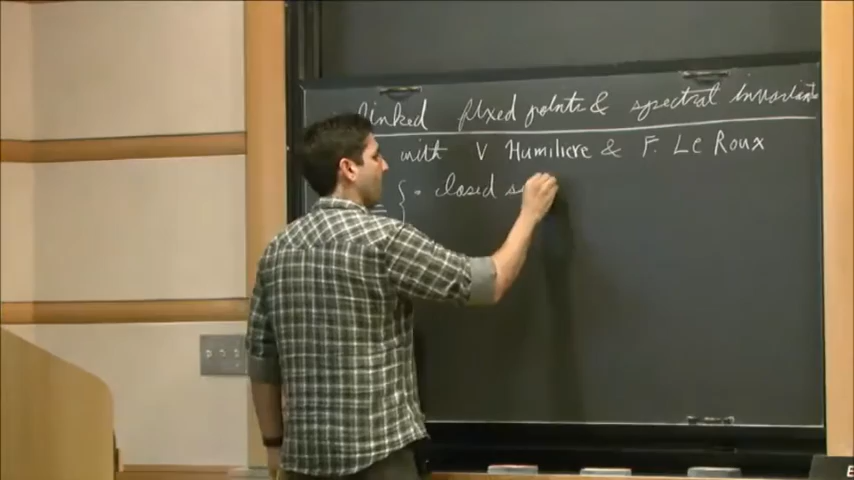 linked fixed points & spectral invariants
with V Humilière & F. Le Roux
= { • closed